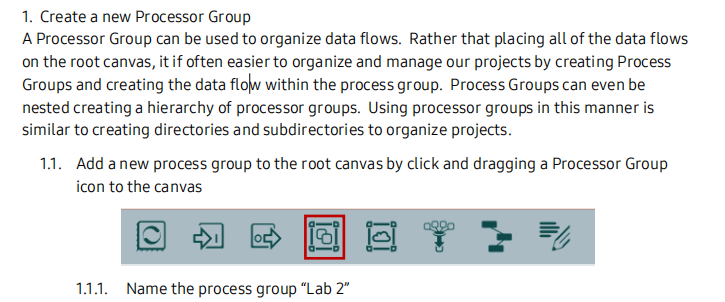 1. Create a new Processor Group
A Processor Group can be used to organize data flows. Rather that placing all of the data flows
on the root canvas, it if often easier to organize and manage our projects by creating Process
Groups and creating the data flow within the process group. Process Groups can even be
nested creating a hierarchy of processor groups. Using processor groups in this manner is
similar to creating directories and subdirectories to organize projects.
1.1. Add a new process group to the root canvas by click and dragging a Processor Group
icon to the canvas
1.1.1. Name the process group “Lab 2”